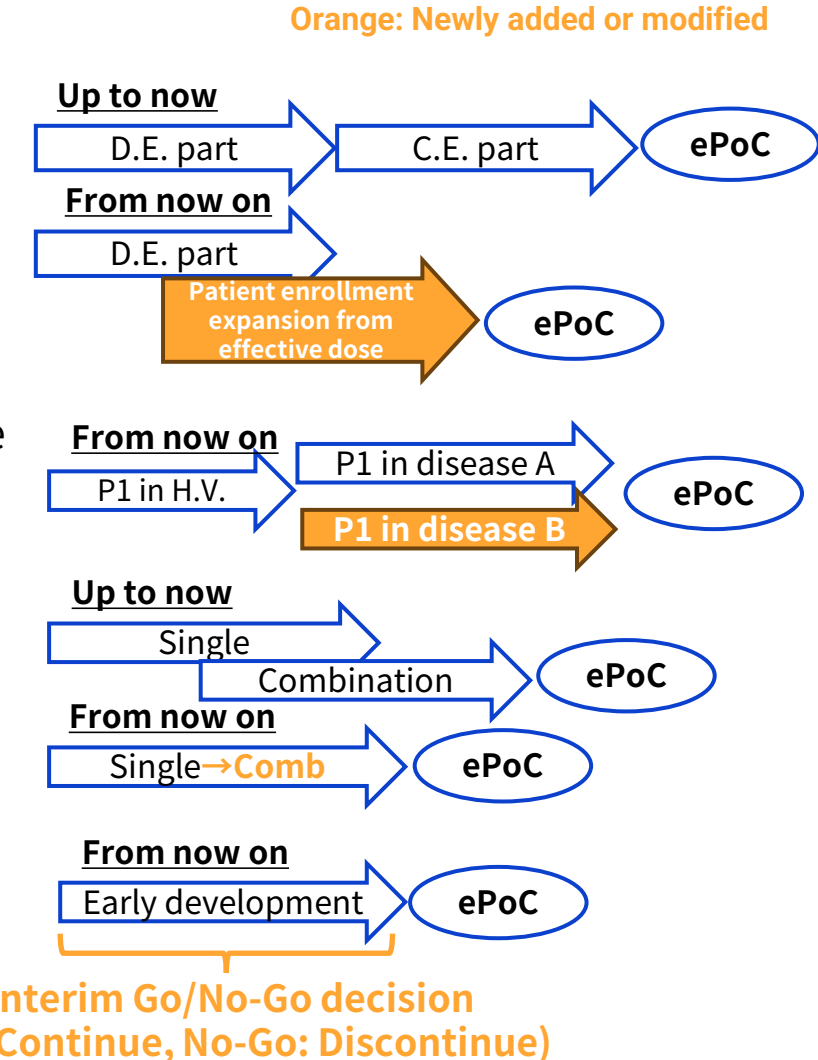 Orange: Newly added or modified
Up to now
D.E. part
C.E. part
ePoC
From now on
D.E. part
Patient enrollment
expansion from
effective dose
ePoC
From now on
P1 in H.V.
P1 in disease A
P1 in disease B
ePoC
Up to now
Single
Combination
ePoC
From now on
Single→Comb
ePoC
From now on
Early development
ePoC
nterim Go/No-Go decision
Continue, No-Go: Discontinue)